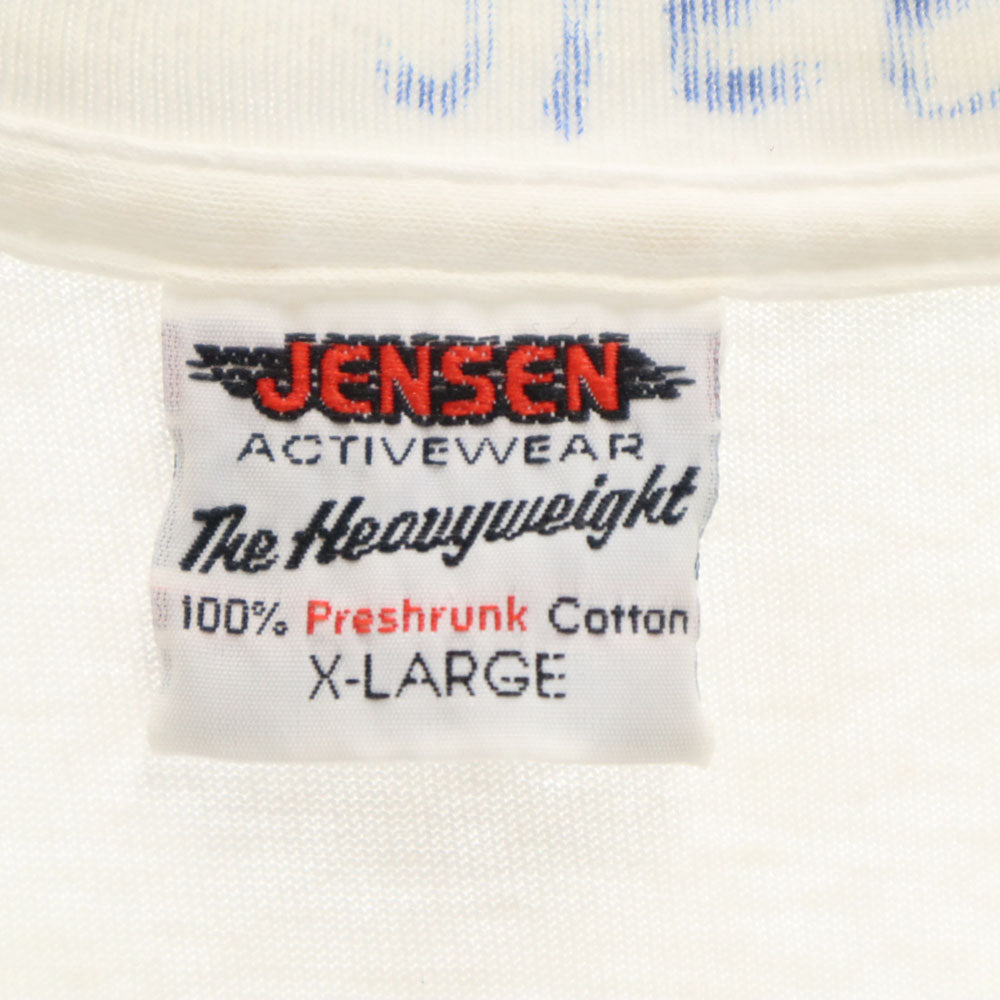 JENSEN
ACTIVEWEAR
The Heavyweight
100% Preshrunk Cotton
X-LARGE